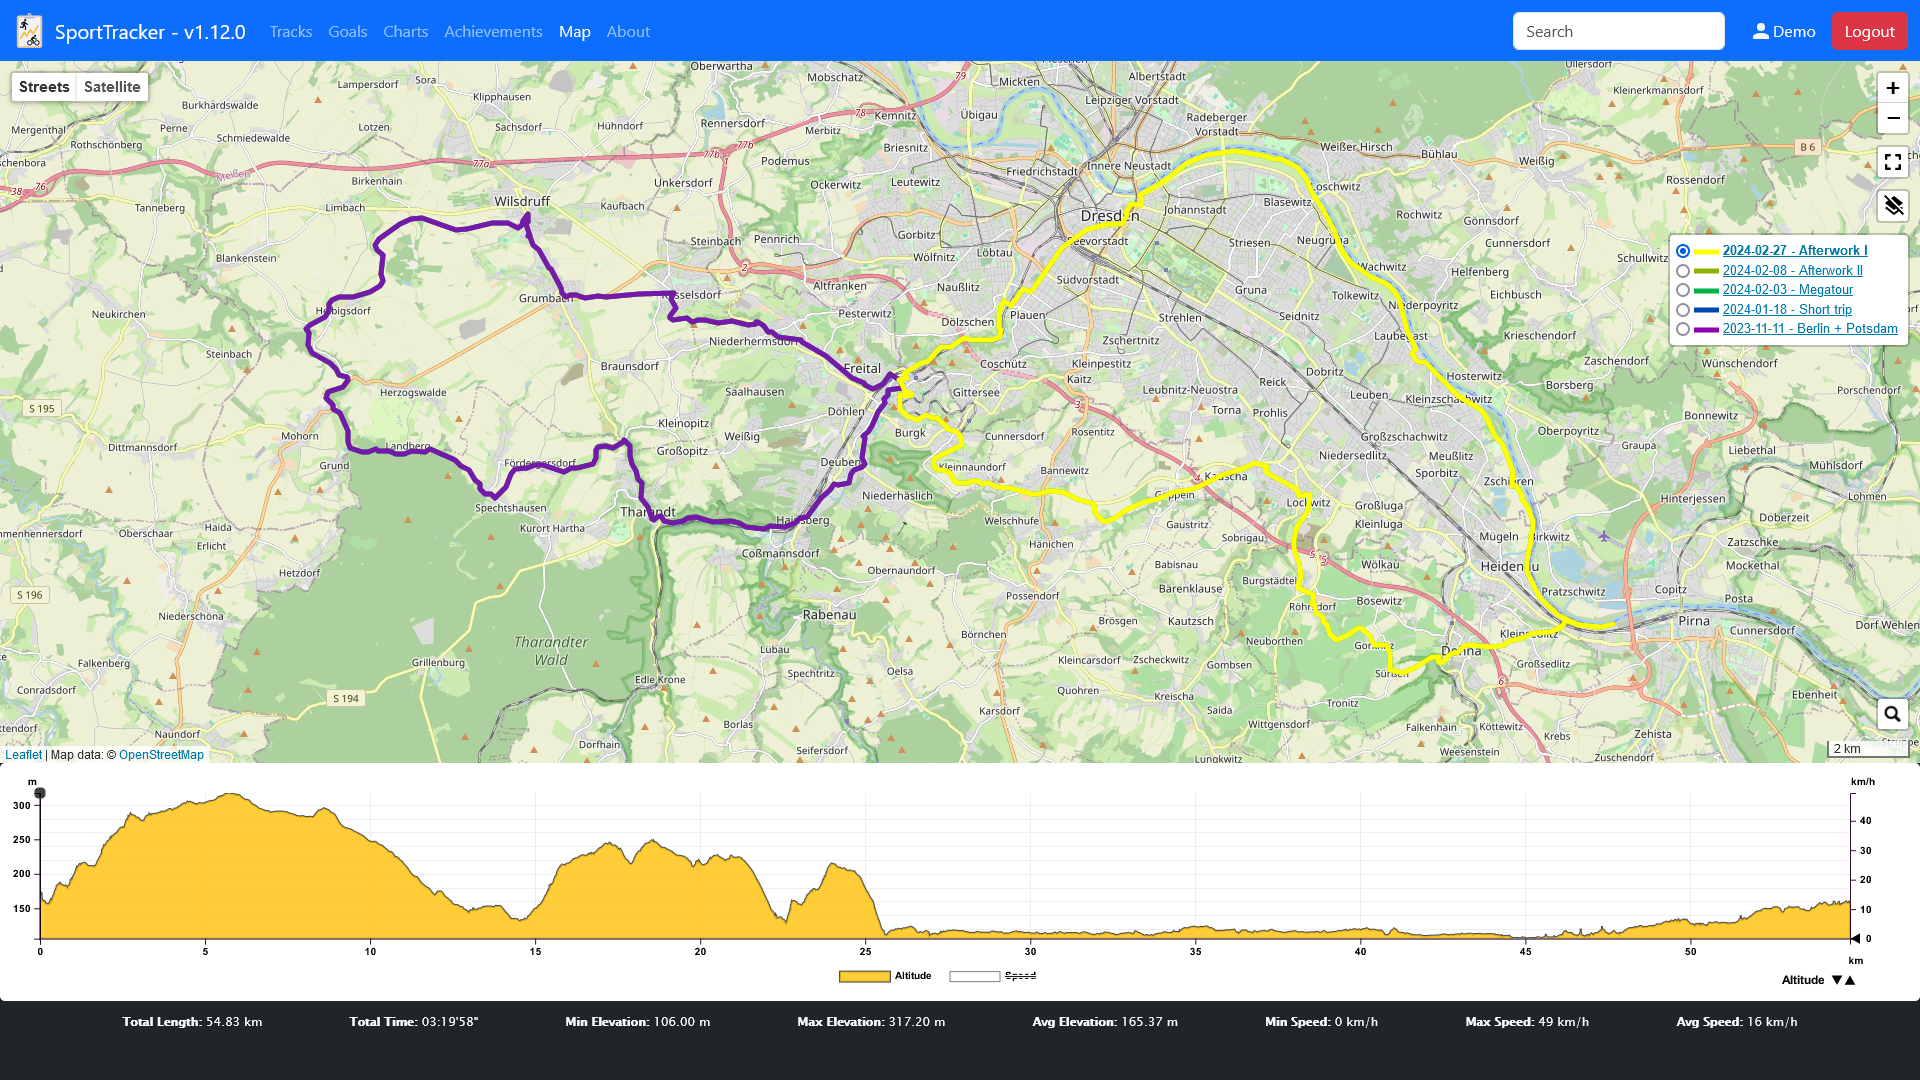 SportTracker - v1.12.0 Tracks Goals Charts Achievements Map About Search Demo Logout
Streets Satellite
+
−
2024-02-27 - Afterwork I
2024-02-08 - Afterwork II
2024-02-03 - Megatour
2024-01-18 - Short trip
2023-11-11 - Berlin + Potsdam
Oberwartha
Mobschatz
79
Mickten
Albertstadt
Ullersdorf
Lampersdorf
Sora
Klipphausen
Burkhärdswalde
Kleinerkmannsdorf
Leipziger Vorstadt
Mergenthal
Perne
Lotzen
Sachsdorf
Hühndorf
Rennersdorf
78
Kemnitz
Übigau
Radeberger Vorstadt
Rothschönberg
Schmiedewalde
Merbitz
Briesnitz
Weißer Hirsch
Bühlau
Weißig
B 6
77a
77b
Podemus
Friedrichstadt
Innere Neustadt
Rossendorf
38
76
Meißen
Birkenhain
Unkersdorf
Ockerwitz
Leutewitz
Loschwitz
Tanneberg
Limbach
Wilsdruff
Kaufbach
Dresden
Johannstadt
Blasewitz
Rochwitz
Gönnsdorf
Steinbach
Pennrich
Gorbitz
Seevorstadt
Striesen
Neugruna
Cunnersdorf
Blankenstein
Wölfnitz
Löbtau
Südvorstadt
Wachwitz
Helfenberg
Schullwitz
2
Altfranken
Naußlitz
Gruna
Tolkewitz
Niederpoyritz
Eichbusch
Neukirchen
Helbigsdorf
Grumbach
Kesselsdorf
Pesterwitz
Dölzschen
Plauen
Strehlen
Seidnitz
Laubegast
Krieschendorf
Steinbach
Niederhermsdorf
Zschertnitz
Zaschendorf
Wünschendorf
Braunsdorf
Freital
Coschütz
Kleinpestitz
Kaitz
Reick
Dobritz
Hosterwitz
Borsberg
Porschendorf
Herzogswalde
Saalhausen
Gittersee
Leubnitz-Neuostra
Leuben
Kleinzschachwitz
S 195
Döhlen
3
Torna
Prohlis
Bonnewitz
Mohorn
Kleinopitz
Weißig
Burgk
Cunnersdorf
Rosentitz
Großzschachwitz
Oberpoyritz
Graupa
Dittmannsdorf
Landberg
Großopitz
Niedersedlitz
Meußlitz
Liebethal
Grund
Fördergersdorf
Deuben
Kleinnaundorf
Bannewitz
4
Kauscha
Sporbitz
Zschieren
Mühlsdorf
Spechtshausen
Niederhäslich
Goppeln
Lockwitz
Großluga
Hinterjessen
Lohmen
Haida
Kurort Hartha
Tharandt
Hainsberg
Welschhufe
Gaustritz
Kleinluga
Doberzeit
Oberschaar
Erlicht
Coßmannsdorf
Hänichen
Sobrigau
5
Mügeln
Birkwitz
Zatzschke
Hetzdorf
Obernaundorf
Babisnau
Burgstädtel
Wölkau
Heidenau
Mockethal
S 196
Possendorf
Bärenklause
Röhrsdorf
Bosewitz
Pratzschwitz
Copitz
Posta
Niederschöna
Rabenau
Brösgen
Kautzsch
Pirna
Dorf Wehlen
Tharandter
Wald
Börnchen
Neuborthen
Gorknitz
Dohna
Kleinsedlitz
Cunnersdorf
Falkenberg
Grillenburg
Lübau
Kleincarsdorf
Zscheckwitz
Gombsen
Großsedlitz
Conradsdorf
Edle Krone
Spechtritz
Oelsa
Quohren
Kreischa
Sürßen
6
Ebenheit
S 194
Karsdorf
Saida
Tronitz
Naundorf
Borlas
Wittgensdorf
Falkenhain
Köttewitz
Krebs
Zehista
Dorfhain
Seifersdorf
Lungkwitz
Weesenstein
Zuschendorf
2 km
Leaflet | Map data: © OpenStreetMap
m
300
250
200
150
km/h
40
30
20
10
0
0 5 10 15 20 25 30 35 40 45 50
km
Altitude Speed
Altitude ▼▲
Total Length: 54.83 km Total Time: 03:19'58" Min Elevation: 106.00 m Max Elevation: 317.20 m Avg Elevation: 165.37 m Min Speed: 0 km/h Max Speed: 49 km/h Avg Speed: 16 km/h